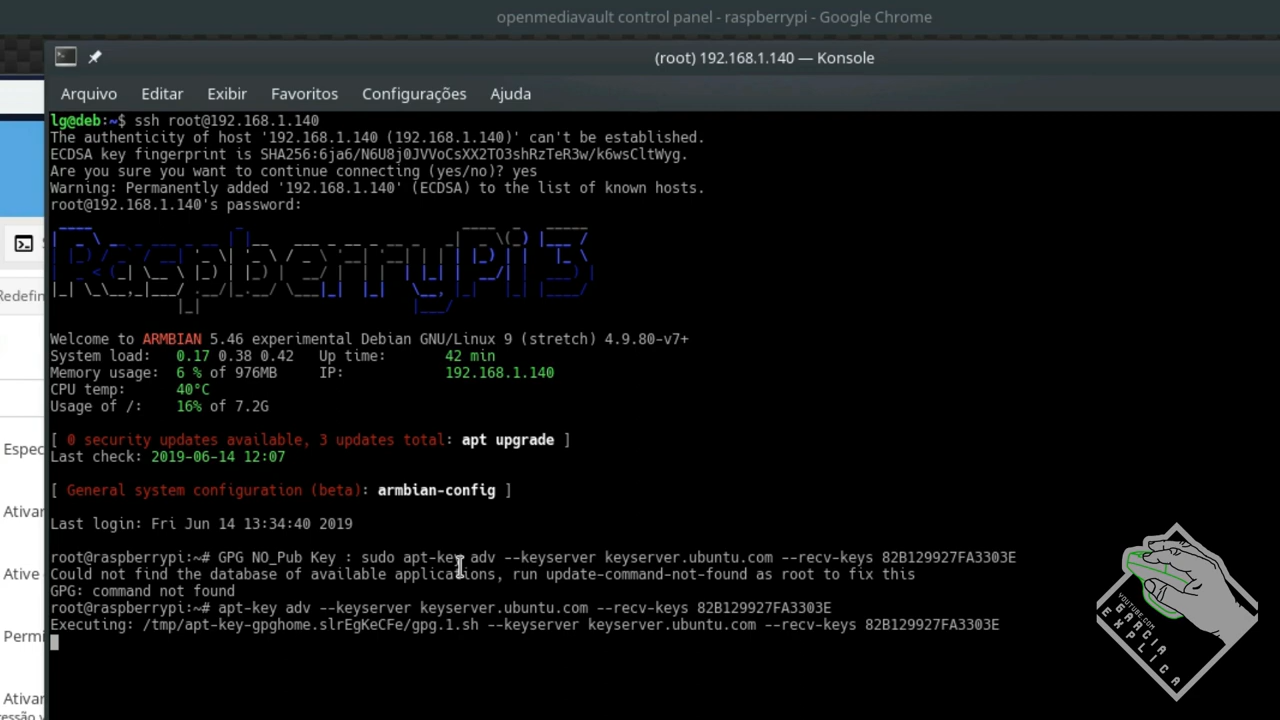 openmediavault control panel - raspberrypi - Google Chrome
(root) 192.168.1.140 — Konsole
Arquivo Editar Exibir Favoritos Configurações Ajuda
lg@deb:~$ ssh root@192.168.1.140
The authenticity of host '192.168.1.140 (192.168.1.140)' can't be established.
ECDSA key fingerprint is SHA256:6ja6/N6U8j0JVVoCsXX2TO3shRzTeR3w/k6wsCltWyg.
Are you sure you want to continue connecting (yes/no)? yes
Warning: Permanently added '192.168.1.140' (ECDSA) to the list of known hosts.
root@192.168.1.140's password:
RaspberryPi 3
Welcome to ARMBIAN 5.46 experimental Debian GNU/Linux 9 (stretch) 4.9.80-v7+
System load: 0.17 0.38 0.42 Up time: 42 min
Memory usage: 6 % of 976MB IP: 192.168.1.140
CPU temp: 40°C
Usage of /: 16% of 7.2G
[ 0 security updates available, 3 updates total: apt upgrade ]
Last check: 2019-06-14 12:07
[ General system configuration (beta): armbian-config ]
Last login: Fri Jun 14 13:34:40 2019
root@raspberrypi:~# GPG NO_Pub Key : sudo apt-key adv --keyserver keyserver.ubuntu.com --recv-keys 82B129927FA3303E
Could not find the database of available applications, run update-command-not-found as root to fix this
GPG: command not found
root@raspberrypi:~# apt-key adv --keyserver keyserver.ubuntu.com --recv-keys 82B129927FA3303E
Executing: /tmp/apt-key-gpghome.slrEgKeCFe/gpg.1.sh --keyserver keyserver.ubuntu.com --recv-keys 82B129927FA3303E
Redefin
Espec
Ativar
Ative
Permi
Ativar
essão v
YOUTUBE.COM
EGARCIA
EXPLICA